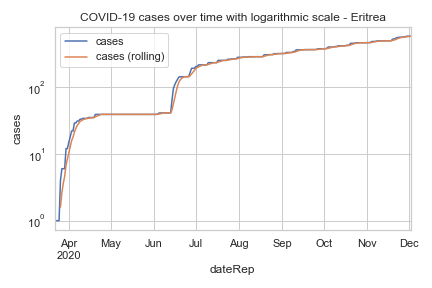 COVID-19 cases over time with logarithmic scale - Eritrea
cases
cases (rolling)
10²
10¹
10⁰
cases
Apr
2020
May
Jun
Jul
Aug
Sep
Oct
Nov
Dec
dateRep